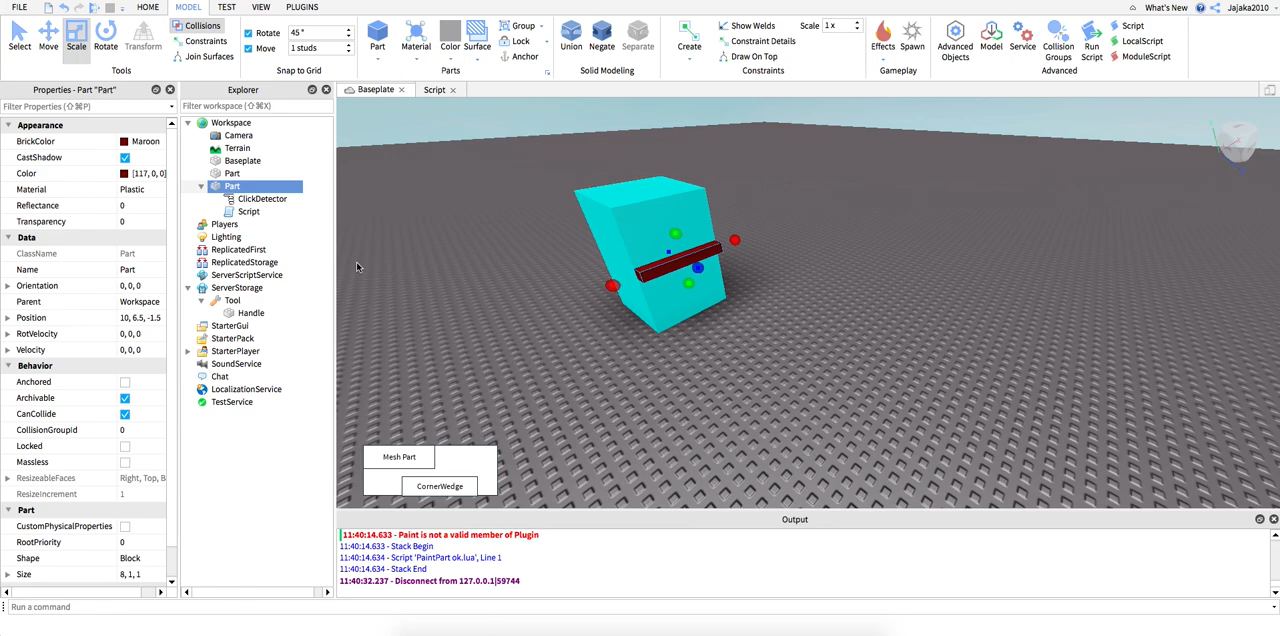 FILE HOME MODEL TEST VIEW PLUGINS What's New Jajaka2010
Select Move Scale Rotate Transform
Collisions
Constraints
Join Surfaces
Tools
Rotate 45°
Move 1 studs
Snap to Grid
Part Material Color Surface
Group
Lock
Anchor
Parts
Union Negate Separate
Solid Modeling
Create
Show Welds Scale 1 x
Constraint Details
Draw On Top
Constraints
Effects Spawn
Gameplay
Advanced Objects Model Service Collision Groups Run Script
Script
LocalScript
ModuleScript
Advanced
Properties - Part "Part"
Filter Properties (⇧⌘P)
Appearance
BrickColor Maroon
CastShadow
Color [117, 0, 0]
Material Plastic
Reflectance 0
Transparency 0
Data
ClassName Part
Name Part
Orientation 0, 0, 0
Parent Workspace
Position 10, 6.5, -1.5
RotVelocity 0, 0, 0
Velocity 0, 0, 0
Behavior
Anchored
Archivable
CanCollide
CollisionGroupId 0
Locked
Massless
ResizeableFaces Right, Top, B
ResizeIncrement 1
Part
CustomPhysicalProperties
RootPriority 0
Shape Block
Size 8, 1, 1
Explorer
Filter workspace (⇧⌘X)
Workspace
Camera
Terrain
Baseplate
Part
Part
ClickDetector
Script
Players
Lighting
ReplicatedFirst
ReplicatedStorage
ServerScriptService
ServerStorage
Tool
Handle
StarterGui
StarterPack
StarterPlayer
SoundService
Chat
LocalizationService
TestService
Baseplate Script
Mesh Part
CornerWedge
Output
11:40:14.633 - Paint is not a valid member of Plugin
11:40:14.633 - Stack Begin
11:40:14.634 - Script 'PaintPart ok.lua', Line 1
11:40:14.634 - Stack End
11:40:32.237 - Disconnect from 127.0.0.1|59744
Run a command